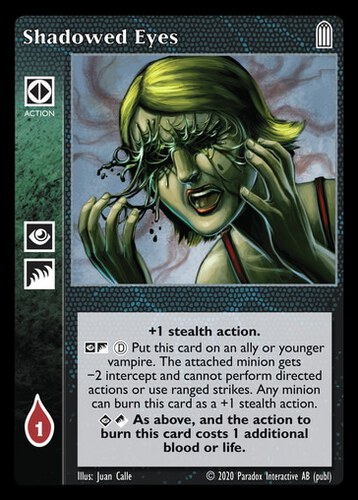 Shadowed Eyes
ACTION
+1 stealth action.
D Put this card on an ally or younger
vampire. The attached minion gets
−2 intercept and cannot perform directed
actions or use ranged strikes. Any minion
can burn this card as a +1 stealth action.
As above, and the action to
burn this card costs 1 additional
blood or life.
1
Illus: Juan Calle © 2020 Paradox Interactive AB (publ)